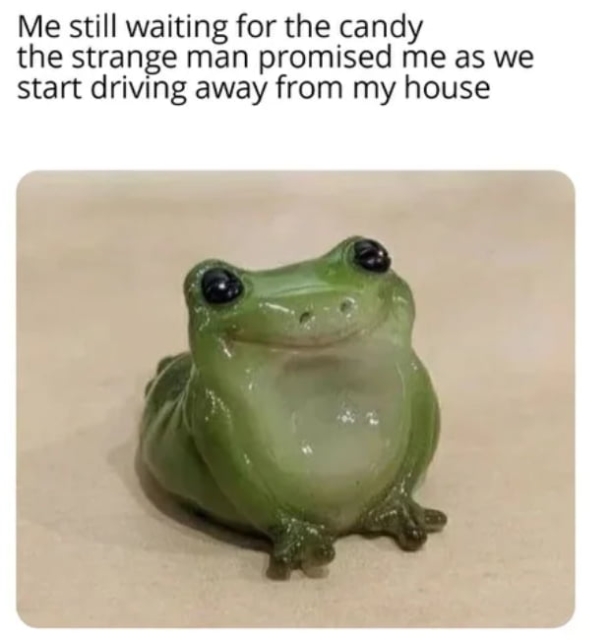 Me still waiting for the candy
the strange man promised me as we
start driving away from my house